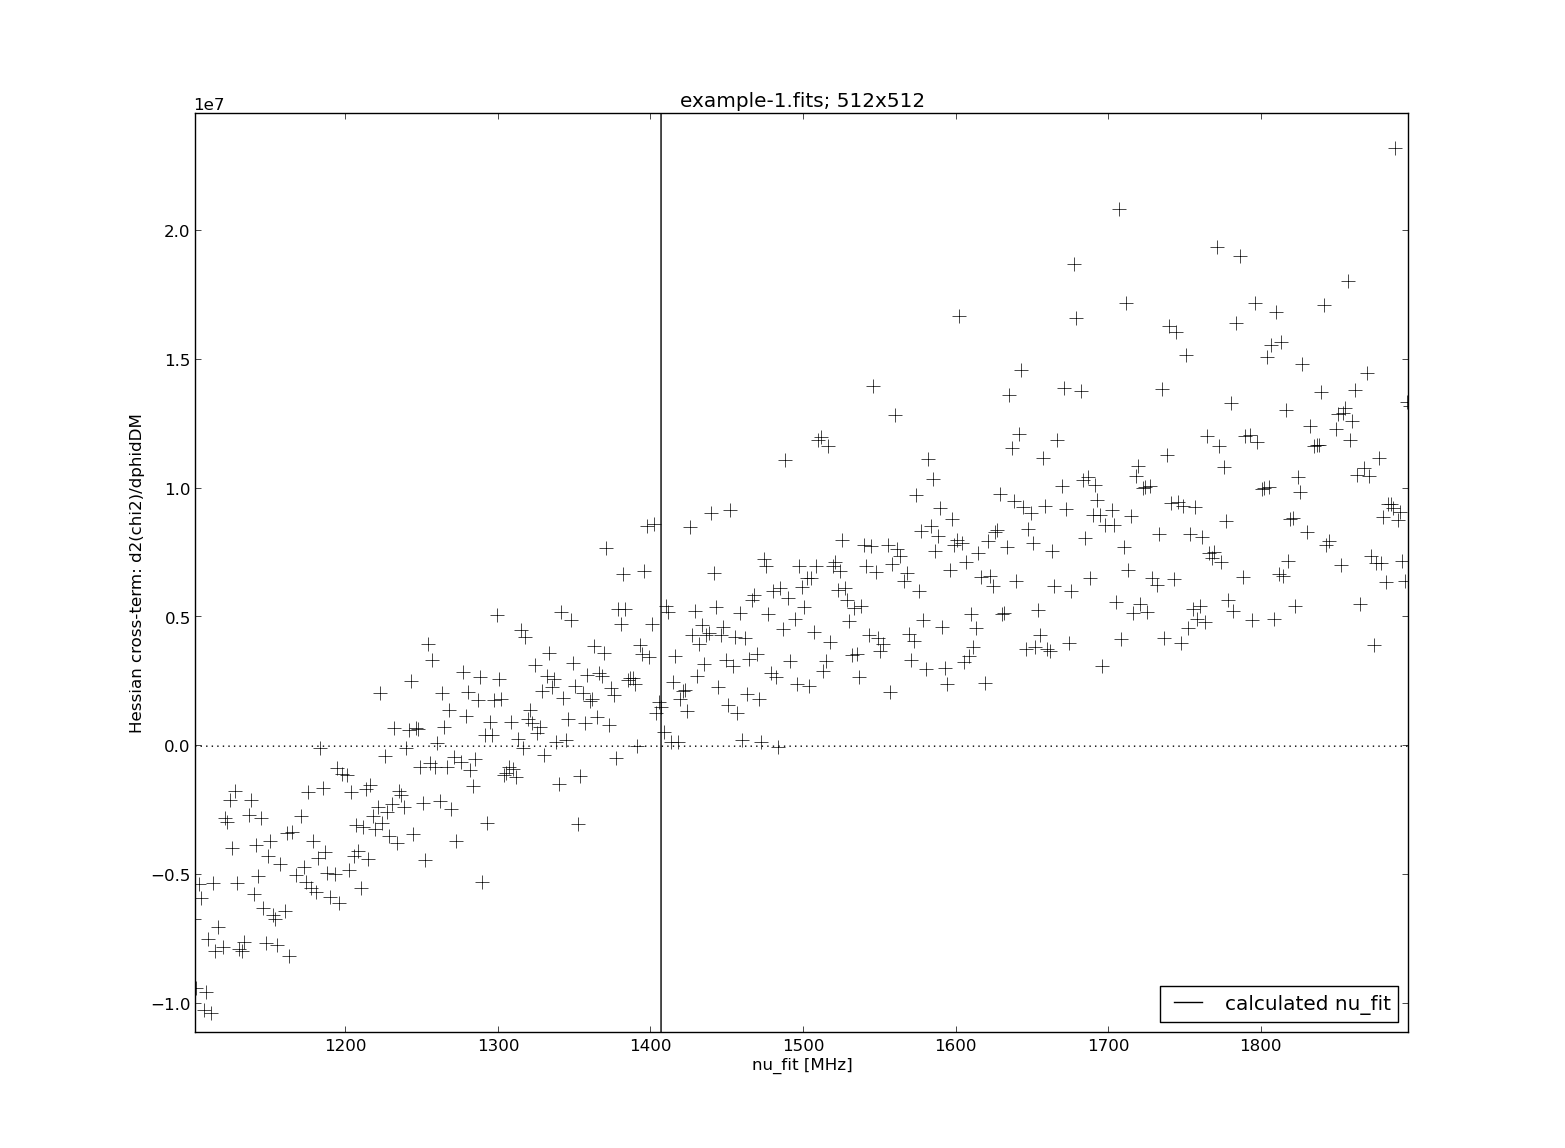 example-1.fits; 512x512
1e7
2.0
1.5
1.0
0.5
0.0
−0.5
−1.0
Hessian cross-term: d2(chi2)/dphidDM
calculated nu_fit
1200 1300 1400 1500 1600 1700 1800
nu_fit [MHz]